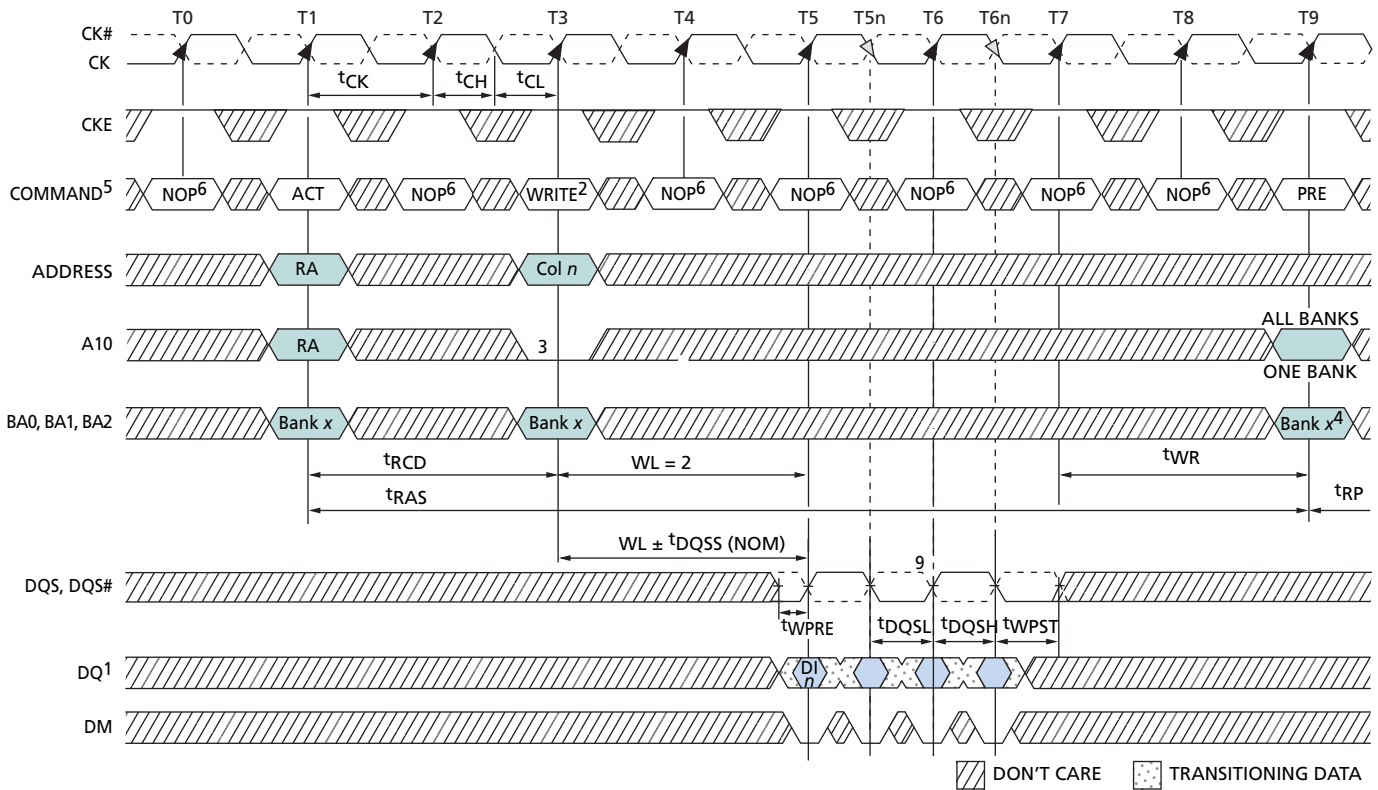 T0 T1 T2 T3 T4 T5 T5n T6 T6n T7 T8 T9
CK#
CK
tCK tCH tCL
CKE
COMMAND5 NOP6 ACT NOP6 WRITE2 NOP6 NOP6 NOP6 NOP6 NOP6 PRE
ADDRESS RA Col n
ALL BANKS
A10 RA 3
ONE BANK
BA0, BA1, BA2 Bank x Bank x Bank x4
tRCD WL = 2 tWR
tRAS tRP
WL ± tDQSS (NOM)
9
DQS, DQS#
tWPRE tDQSL tDQSH tWPST
DQ1 DI n
DM
DON'T CARE TRANSITIONING DATA